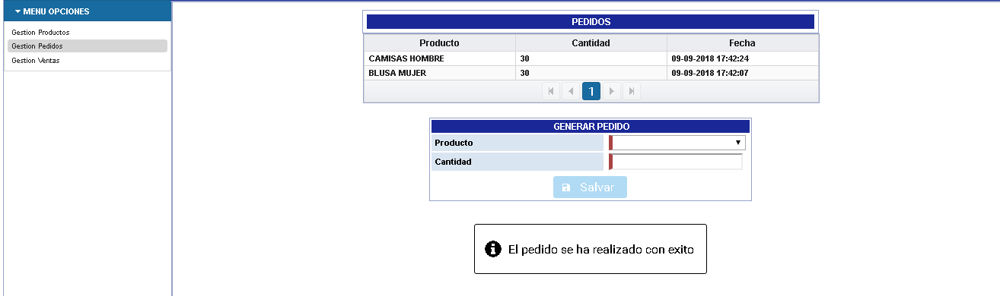 MENU OPCIONES
Gestion Productos
Gestion Pedidos
Gestion Ventas
PEDIDOS
Producto Cantidad Fecha
CAMISAS HOMBRE 30 09-09-2018 17:42:24
BLUSA MUJER 30 09-09-2018 17:42:07
1
GENERAR PEDIDO
Producto
Cantidad
Salvar
El pedido se ha realizado con exito